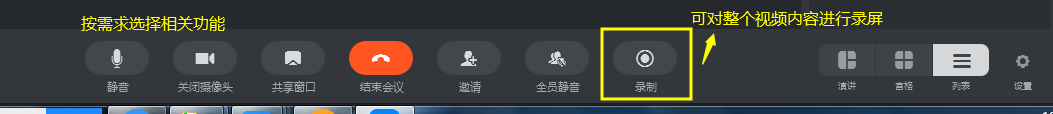 按需求选择相关功能
可对整个视频内容进行录屏
静音
关闭摄像头
共享窗口
结束会议
邀请
全员静音
录制
演讲
宫格
列表
设置